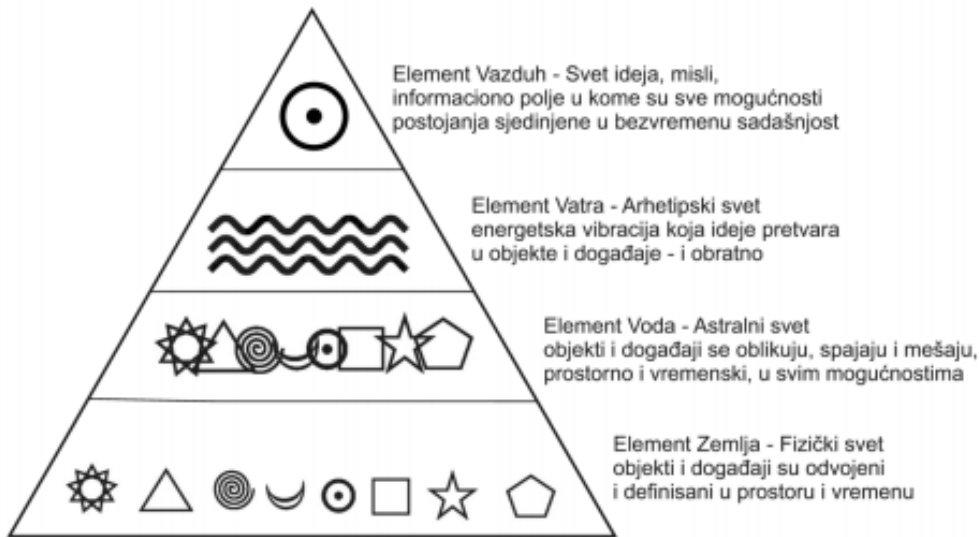 Element Vazduh - Svet ideja, misli,
informaciono polje u kome su sve mogućnosti
postojanja sjedinjene u bezvremenu sadašnjost
Element Vatra - Arhetipski svet
energetska vibracija koja ideje pretvara
u objekte i događaje - i obratno
Element Voda - Astralni svet
objekti i događaji se oblikuju, spajaju i mešaju,
prostorno i vremenski, u svim mogućnostima
Element Zemlja - Fizički svet
objekti i događaji su odvojeni
i definisani u prostoru i vremenu